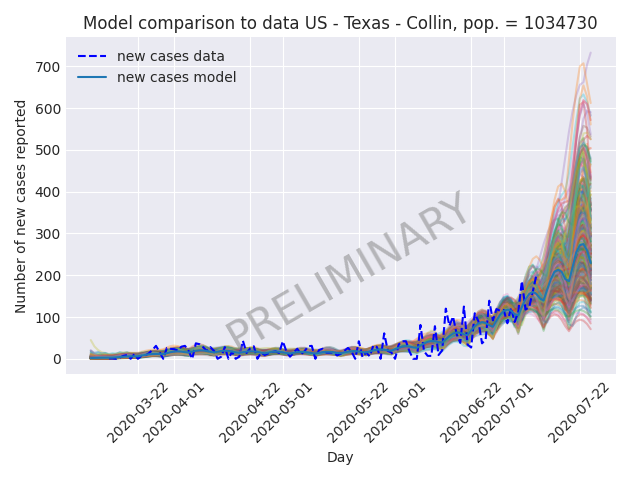 Model comparison to data US - Texas - Collin, pop. = 1034730
new cases data
new cases model
Number of new cases reported
700
600
500
400
300
200
100
0
PRELIMINARY
2020-03-22
2020-04-01
2020-04-22
2020-05-01
2020-05-22
2020-06-01
2020-06-22
2020-07-01
2020-07-22
Day